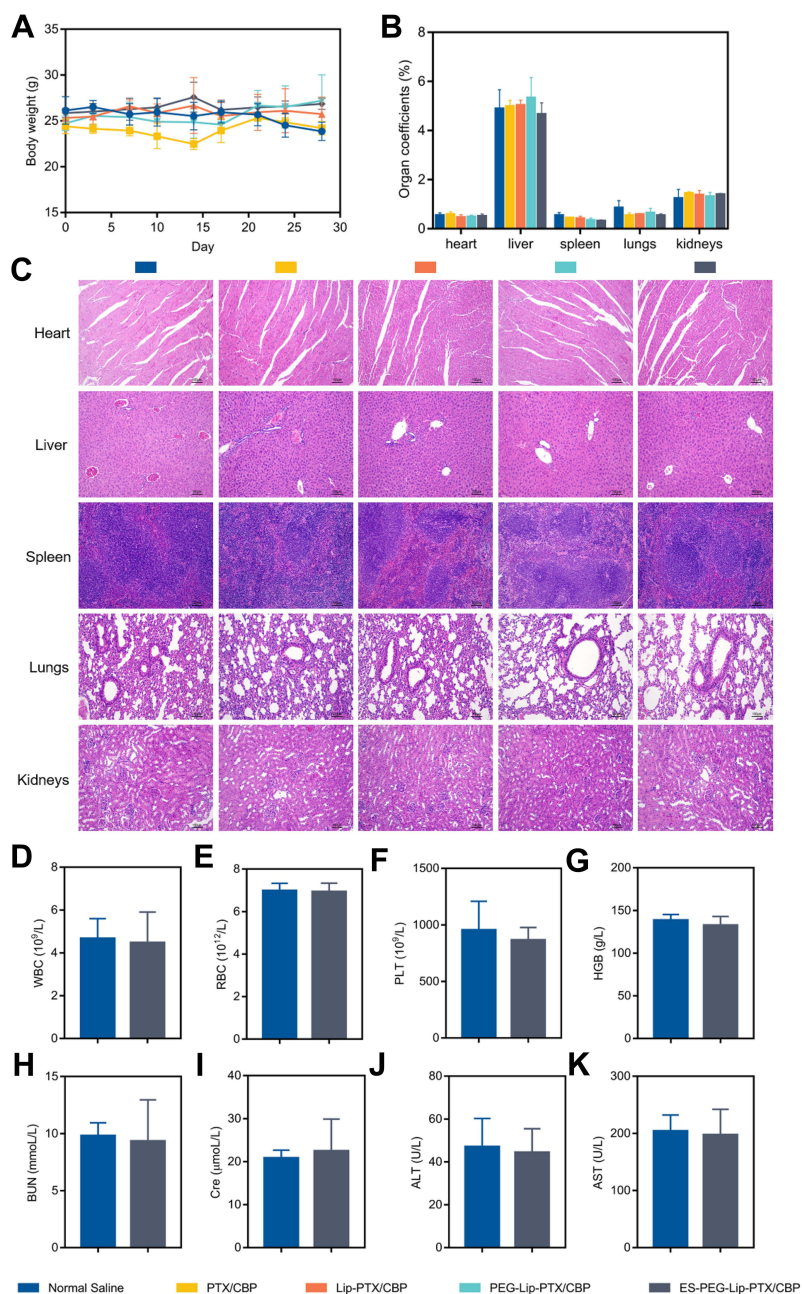 A
Body weight (g)
35
30
25
20
15
0 5 10 15 20 25 30
Day
B
Organ coefficients (%)
8
6
4
2
0
heart liver spleen lungs kidneys
C
Heart
Liver
Spleen
Lungs
Kidneys
D
WBC (10⁹/L)
8
6
4
2
0
E
RBC (10¹²/L)
8
6
4
2
0
F
PLT (10⁹/L)
1500
1000
500
0
G
HGB (g/L)
200
150
100
50
0
H
BUN (mmoL/L)
15
10
5
0
I
Cre (μmoL/L)
40
30
20
10
0
J
ALT (U/L)
80
60
40
20
0
K
AST (U/L)
300
200
100
0
Normal Saline PTX/CBP Lip-PTX/CBP PEG-Lip-PTX/CBP ES-PEG-Lip-PTX/CBP